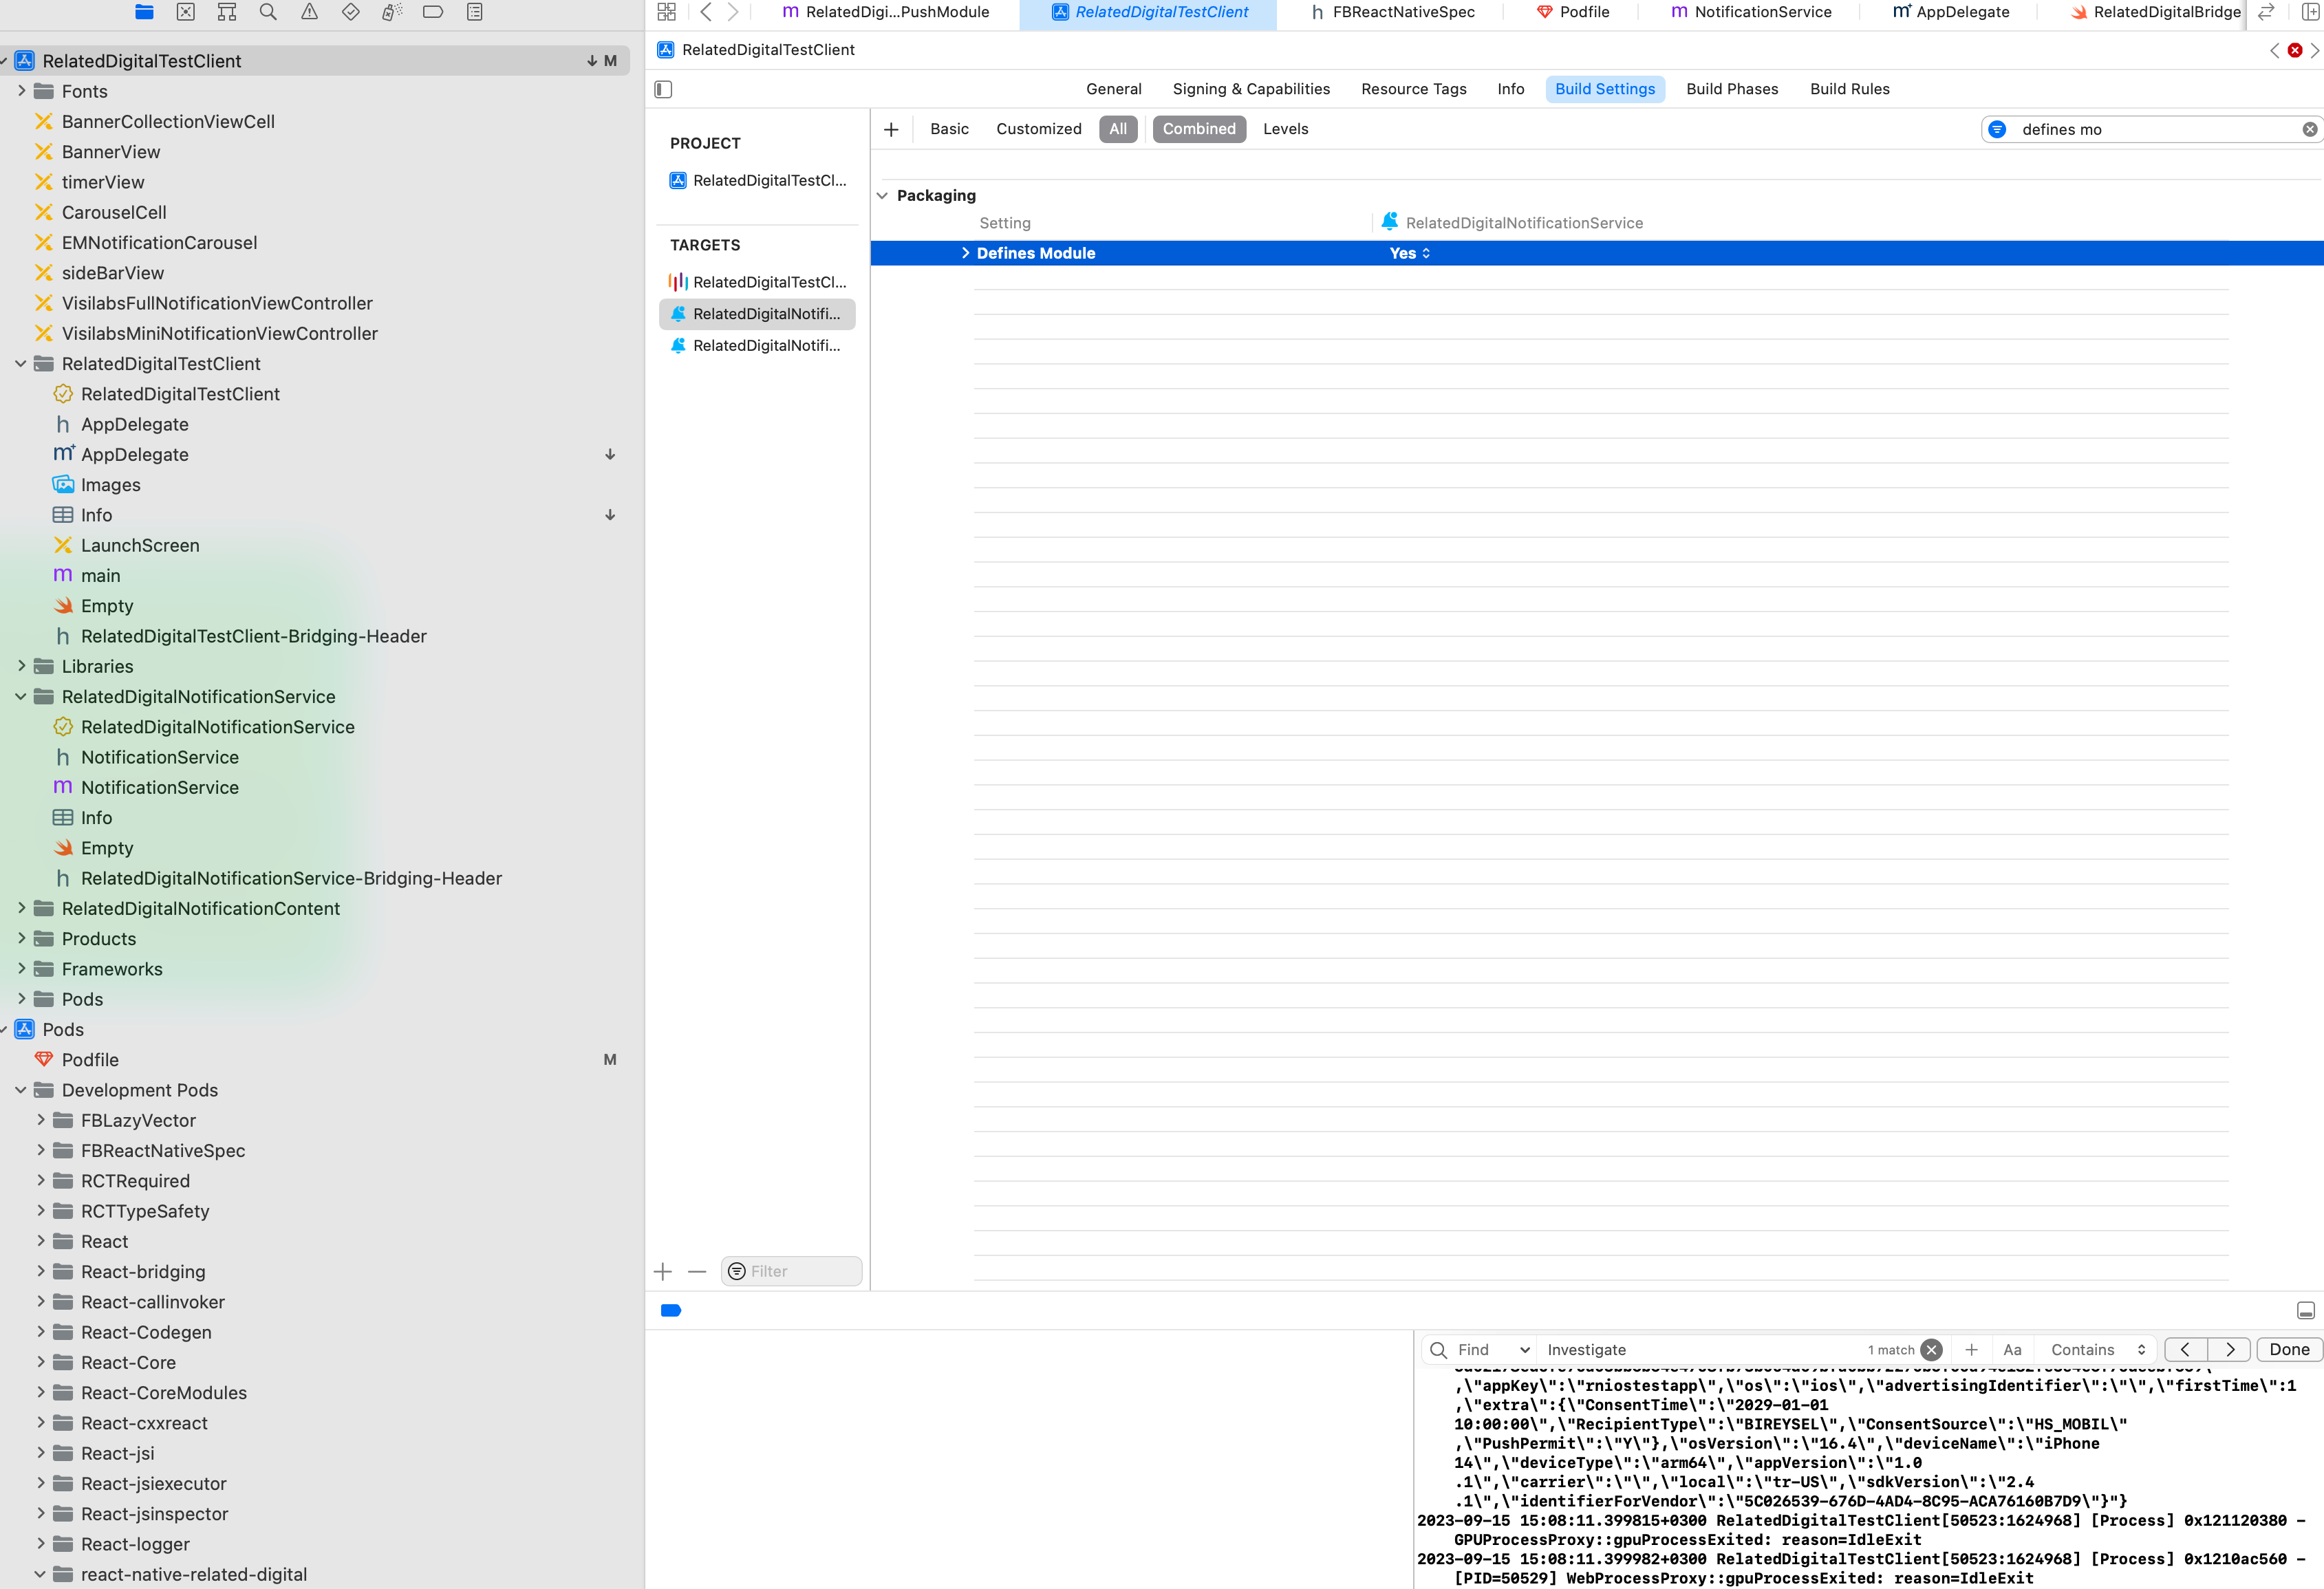 RelatedDigitalTestClient
M
Fonts
BannerCollectionViewCell
BannerView
timerView
CarouselCell
EMNotificationCarousel
sideBarView
VisilabsFullNotificationViewController
VisilabsMiniNotificationViewController
RelatedDigitalTestClient
RelatedDigitalTestClient
AppDelegate
AppDelegate
Images
Info
LaunchScreen
main
Empty
RelatedDigitalTestClient-Bridging-Header
Libraries
RelatedDigitalNotificationService
RelatedDigitalNotificationService
NotificationService
NotificationService
Info
Empty
RelatedDigitalNotificationService-Bridging-Header
RelatedDigitalNotificationContent
Products
Frameworks
Pods
Pods
Podfile
M
Development Pods
FBLazyVector
FBReactNativeSpec
RCTRequired
RCTTypeSafety
React
React-bridging
React-callinvoker
React-Codegen
React-Core
React-CoreModules
React-cxxreact
React-jsi
React-jsiexecutor
React-jsinspector
React-logger
react-native-related-digital
RelatedDigi...PushModule
RelatedDigitalTestClient
FBReactNativeSpec
Podfile
NotificationService
AppDelegate
RelatedDigitalBridge
RelatedDigitalTestClient
General
Signing & Capabilities
Resource Tags
Info
Build Settings
Build Phases
Build Rules
Basic
Customized
All
Combined
Levels
defines mo
PROJECT
RelatedDigitalTestCl...
TARGETS
RelatedDigitalTestCl...
RelatedDigitalNotifi...
RelatedDigitalNotifi...
Filter
Packaging
Setting
RelatedDigitalNotificationService
Defines Module
Yes
Find
Investigate
1 match
Aa
Contains
Done
,\"appKey\":\"rniostestapp\",\"os\":\"ios\",\"advertisingIdentifier\":\"\",\"firstTime\":1
,\"extra\":{\"ConsentTime\":\"2029-01-01
10:00:00\",\"RecipientType\":\"BIREYSEL\",\"ConsentSource\":\"HS_MOBIL\"
,\"PushPermit\":\"Y\"},\"osVersion\":\"16.4\",\"deviceName\":\"iPhone
14\",\"deviceType\":\"arm64\",\"appVersion\":\"1.0
.1\",\"carrier\":\"\",\"local\":\"tr-US\",\"sdkVersion\":\"2.4
.1\",\"identifierForVendor\":\"5C026539-676D-4AD4-8C95-ACA76160B7D9\"}"}
2023-09-15 15:08:11.399815+0300 RelatedDigitalTestClient[50523:1624968] [Process] 0x121120380 -
GPUProcessProxy::gpuProcessExited: reason=IdleExit
2023-09-15 15:08:11.399982+0300 RelatedDigitalTestClient[50523:1624968] [Process] 0x1210ac560 -
[PID=50529] WebProcessProxy::gpuProcessExited: reason=IdleExit